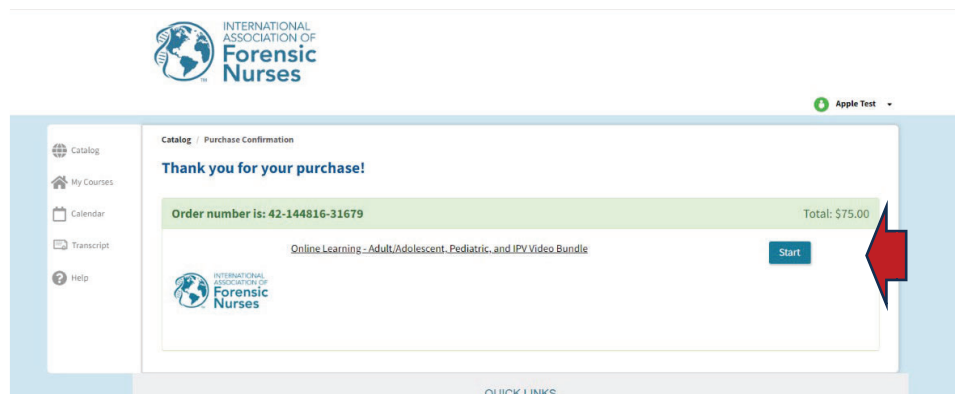 INTERNATIONAL
ASSOCIATION OF
Forensic
Nurses
Apple Test
Catalog
My Courses
Calendar
Transcript
Help
Catalog / Purchase Confirmation
Thank you for your purchase!
Order number is: 42-144816-31679
Total: $75.00
Online Learning - Adult/Adolescent, Pediatric, and IPV Video Bundle
Start
INTERNATIONAL
ASSOCIATION OF
Forensic
Nurses
QUICK LINKS